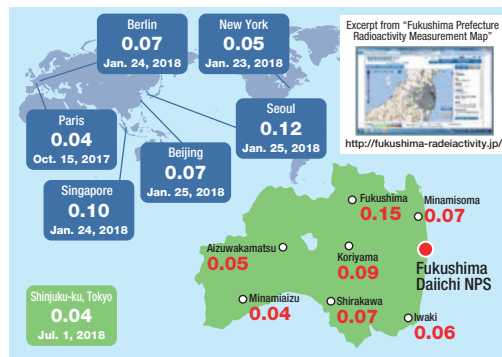 Berlin
0.07
Jan. 24, 2018
New York
0.05
Jan. 23, 2018
Excerpt from “Fukushima Prefecture
Radioactivity Measurement Map”
http://fukushima-radeiactivity.jp/
Paris
0.04
Oct. 15, 2017
Seoul
0.12
Jan. 25, 2018
Beijing
0.07
Jan. 25, 2018
Singapore
0.10
Jan. 24, 2018
Fukushima
0.15
Minamisoma
0.07
Aizuwakamatsu
0.05
Koriyama
0.09
Fukushima
Daiichi NPS
Minamiaizu
0.04
Shirakawa
0.07
Iwaki
0.06
Shinjuku-ku, Tokyo
0.04
Jul. 1, 2018